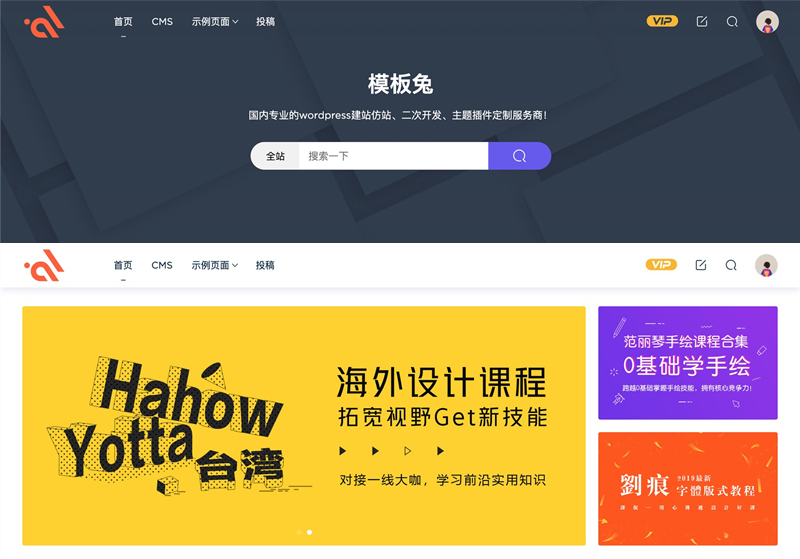 首页 CMS 示例页面 投稿 VIP
模板兔
国内专业的wordpress建站仿站、二次开发、主题插件定制服务商！
全站 搜索一下
首页 CMS 示例页面 投稿 VIP
Hahow
Yotta
台湾
海外设计课程
拓宽视野Get新技能
对接一线大咖，学习前沿实用知识
范丽琴手绘课程合集
0基础学手绘
跨越0基础掌握手绘技能，拥有核心竞争力！
劉痕 2019最新
字體版式教程